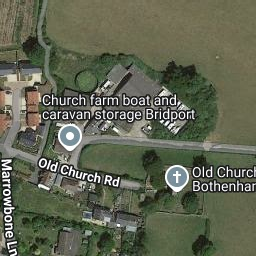 Church farm boat and
caravan storage Bridport
Old Church Rd
Old Church
Bothenham
Marrowbone Ln